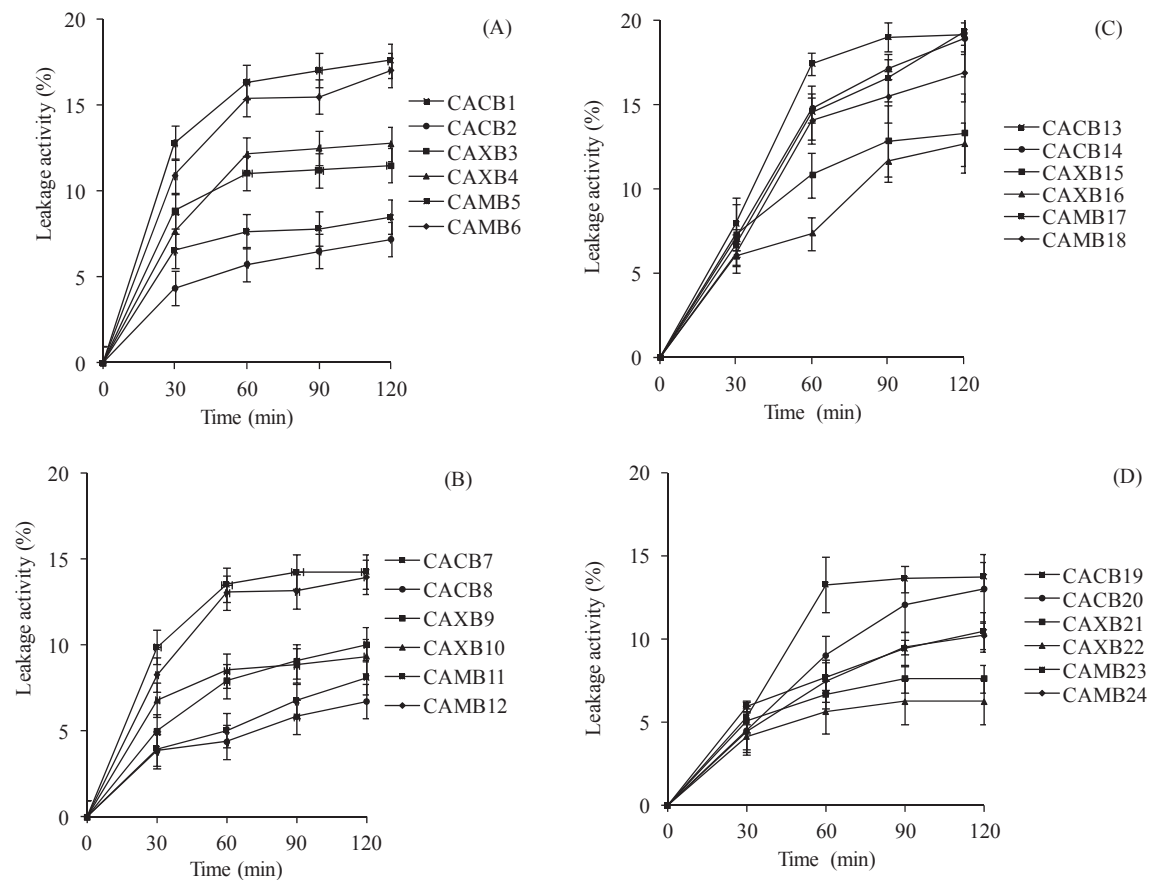 (A)
Leakage activity (%)
20
15
10
5
0
0 30 60 90 120
Time (min)
CACB1
CACB2
CAXB3
CAXB4
CAMB5
CAMB6
(C)
Leakage activity (%)
20
15
10
5
0
0 30 60 90 120
Time (min)
CACB13
CACB14
CAXB15
CAXB16
CAMB17
CAMB18
(B)
Leakage activity (%)
20
15
10
5
0
0 30 60 90 120
Time (min)
CACB7
CACB8
CAXB9
CAXB10
CAMB11
CAMB12
(D)
Leakage activity (%)
20
15
10
5
0
0 30 60 90 120
Time (min)
CACB19
CACB20
CAXB21
CAXB22
CAMB23
CAMB24